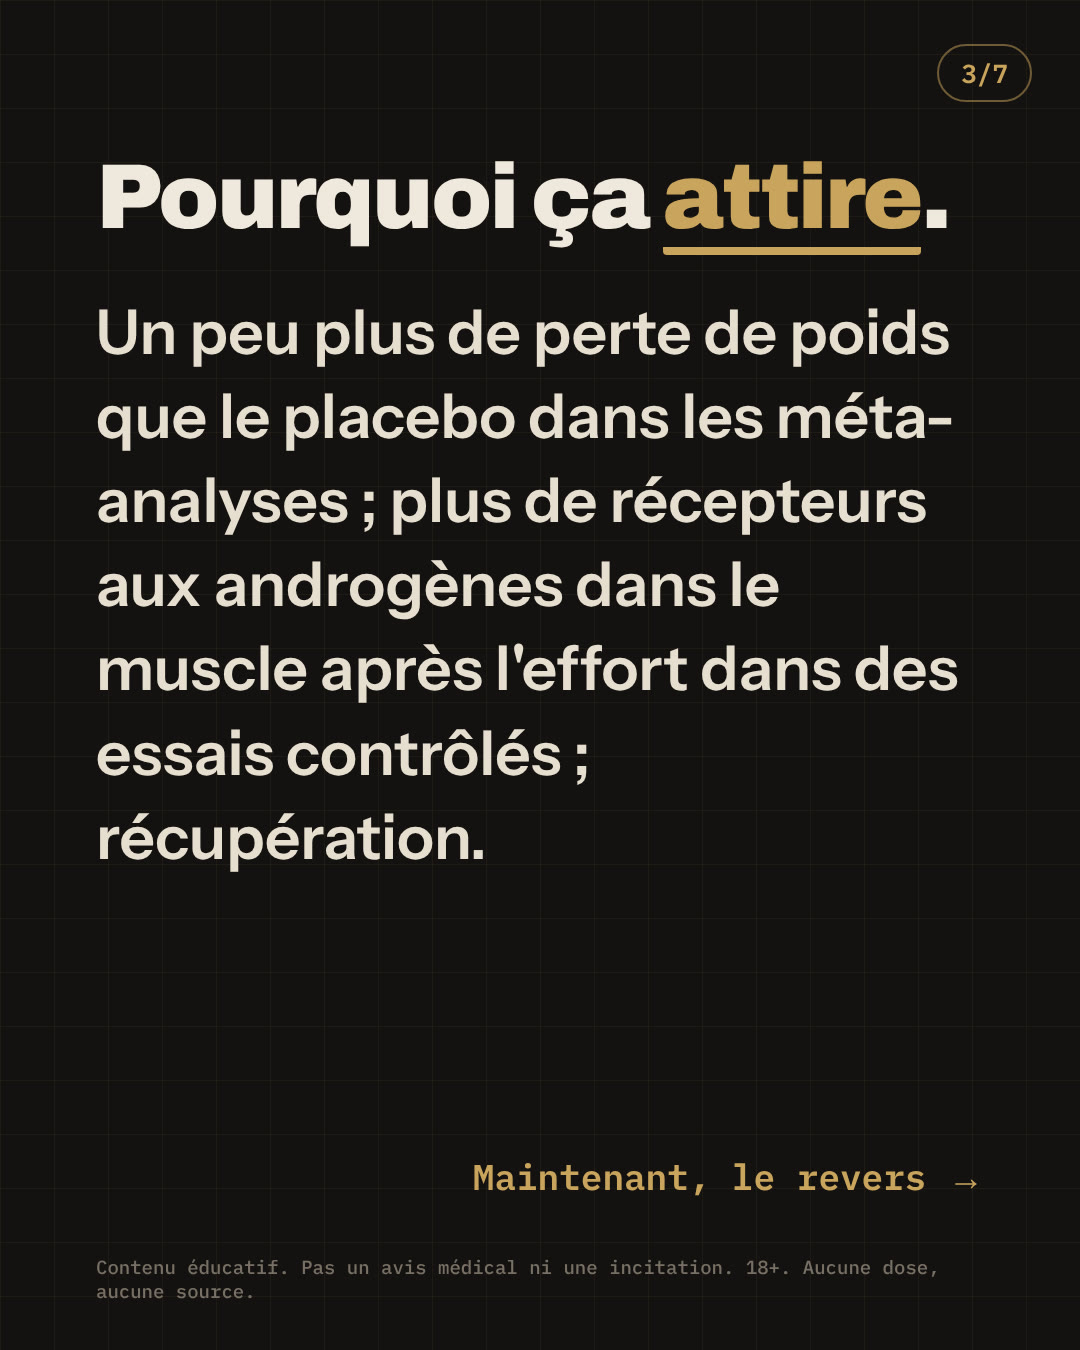 3/7
Pourquoi ça attire.
Un peu plus de perte de poids
que le placebo dans les méta-
analyses ; plus de récepteurs
aux androgènes dans le
muscle après l'effort dans des
essais contrôlés ;
récupération.
Maintenant, le revers →
Contenu éducatif. Pas un avis médical ni une incitation. 18+. Aucune dose,
aucune source.